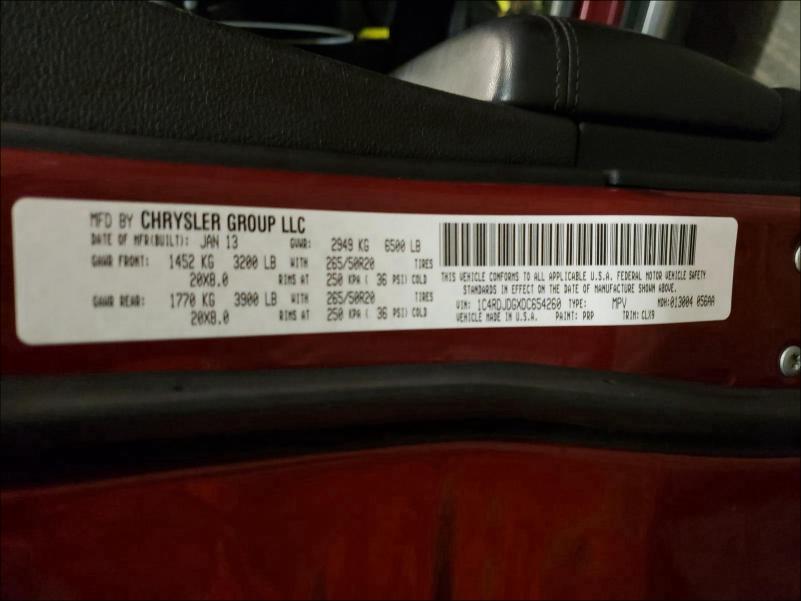 MFD BY CHRYSLER GROUP LLC
DATE OF MFR(BUILT): JAN 13 GVWR: 2949 KG 6500 LB
GAWR FRONT: 1452 KG 3200 LB WITH 265/50R20 TIRES
20X8.0 RIMS AT 250 KPA ( 36 PSI) COLD
GAWR REAR: 1770 KG 3900 LB WITH 265/50R20 TIRES
20X8.0 RIMS AT 250 KPA ( 36 PSI) COLD
THIS VEHICLE CONFORMS TO ALL APPLICABLE U.S.A. FEDERAL MOTOR VEHICLE SAFETY
STANDARDS IN EFFECT ON THE DATE OF MANUFACTURE SHOWN ABOVE.
VIN: 1C4RDJDGXDC654260 TYPE: MPV MDH:013004 056AA
VEHICLE MADE IN U.S.A. PAINT: PRP TRIM: CLX9